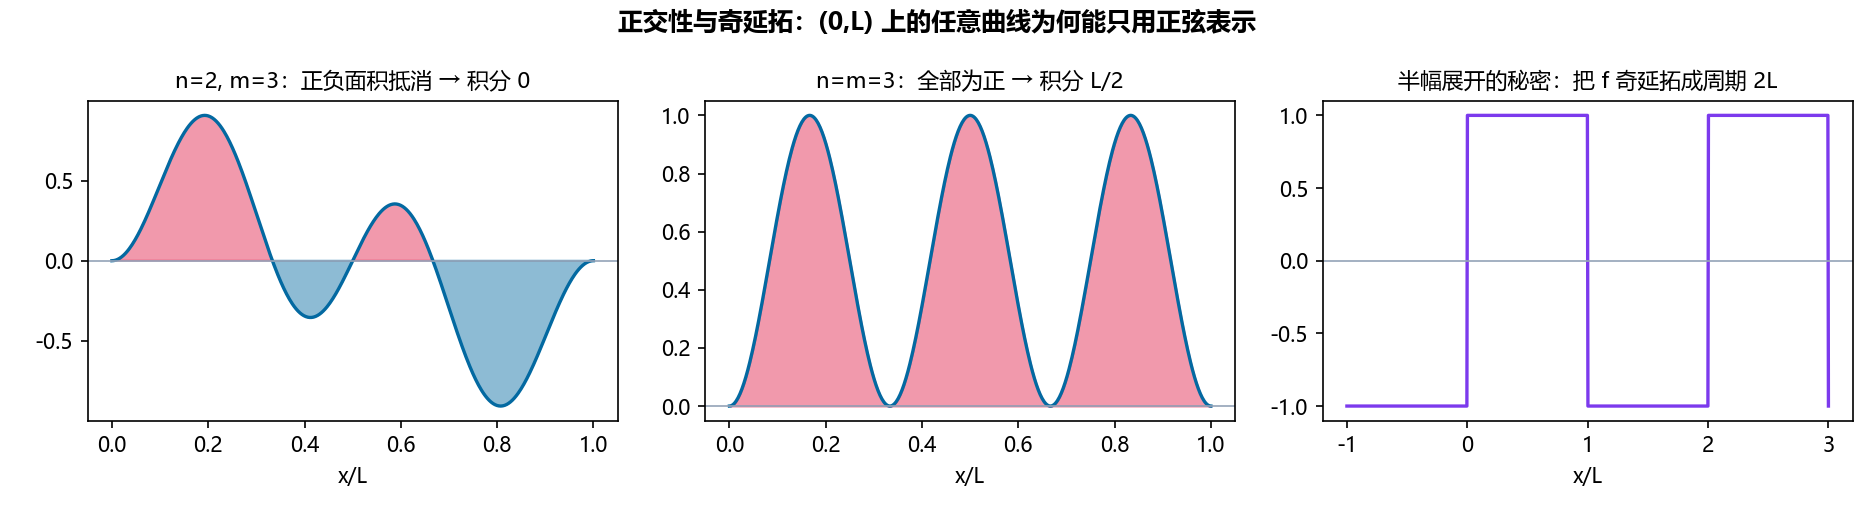 正交性与奇延拓：(0,L) 上的任意曲线为何能只用正弦表示
n=2, m=3：正负面积抵消 → 积分 0
0.5
0.0
-0.5
0.0 0.2 0.4 0.6 0.8 1.0
x/L
n=m=3：全部为正 → 积分 L/2
1.0
0.8
0.6
0.4
0.2
0.0
0.0 0.2 0.4 0.6 0.8 1.0
x/L
半幅展开的秘密：把 f 奇延拓成周期 2L
1.0
0.5
0.0
-0.5
-1.0
-1 0 1 2 3
x/L